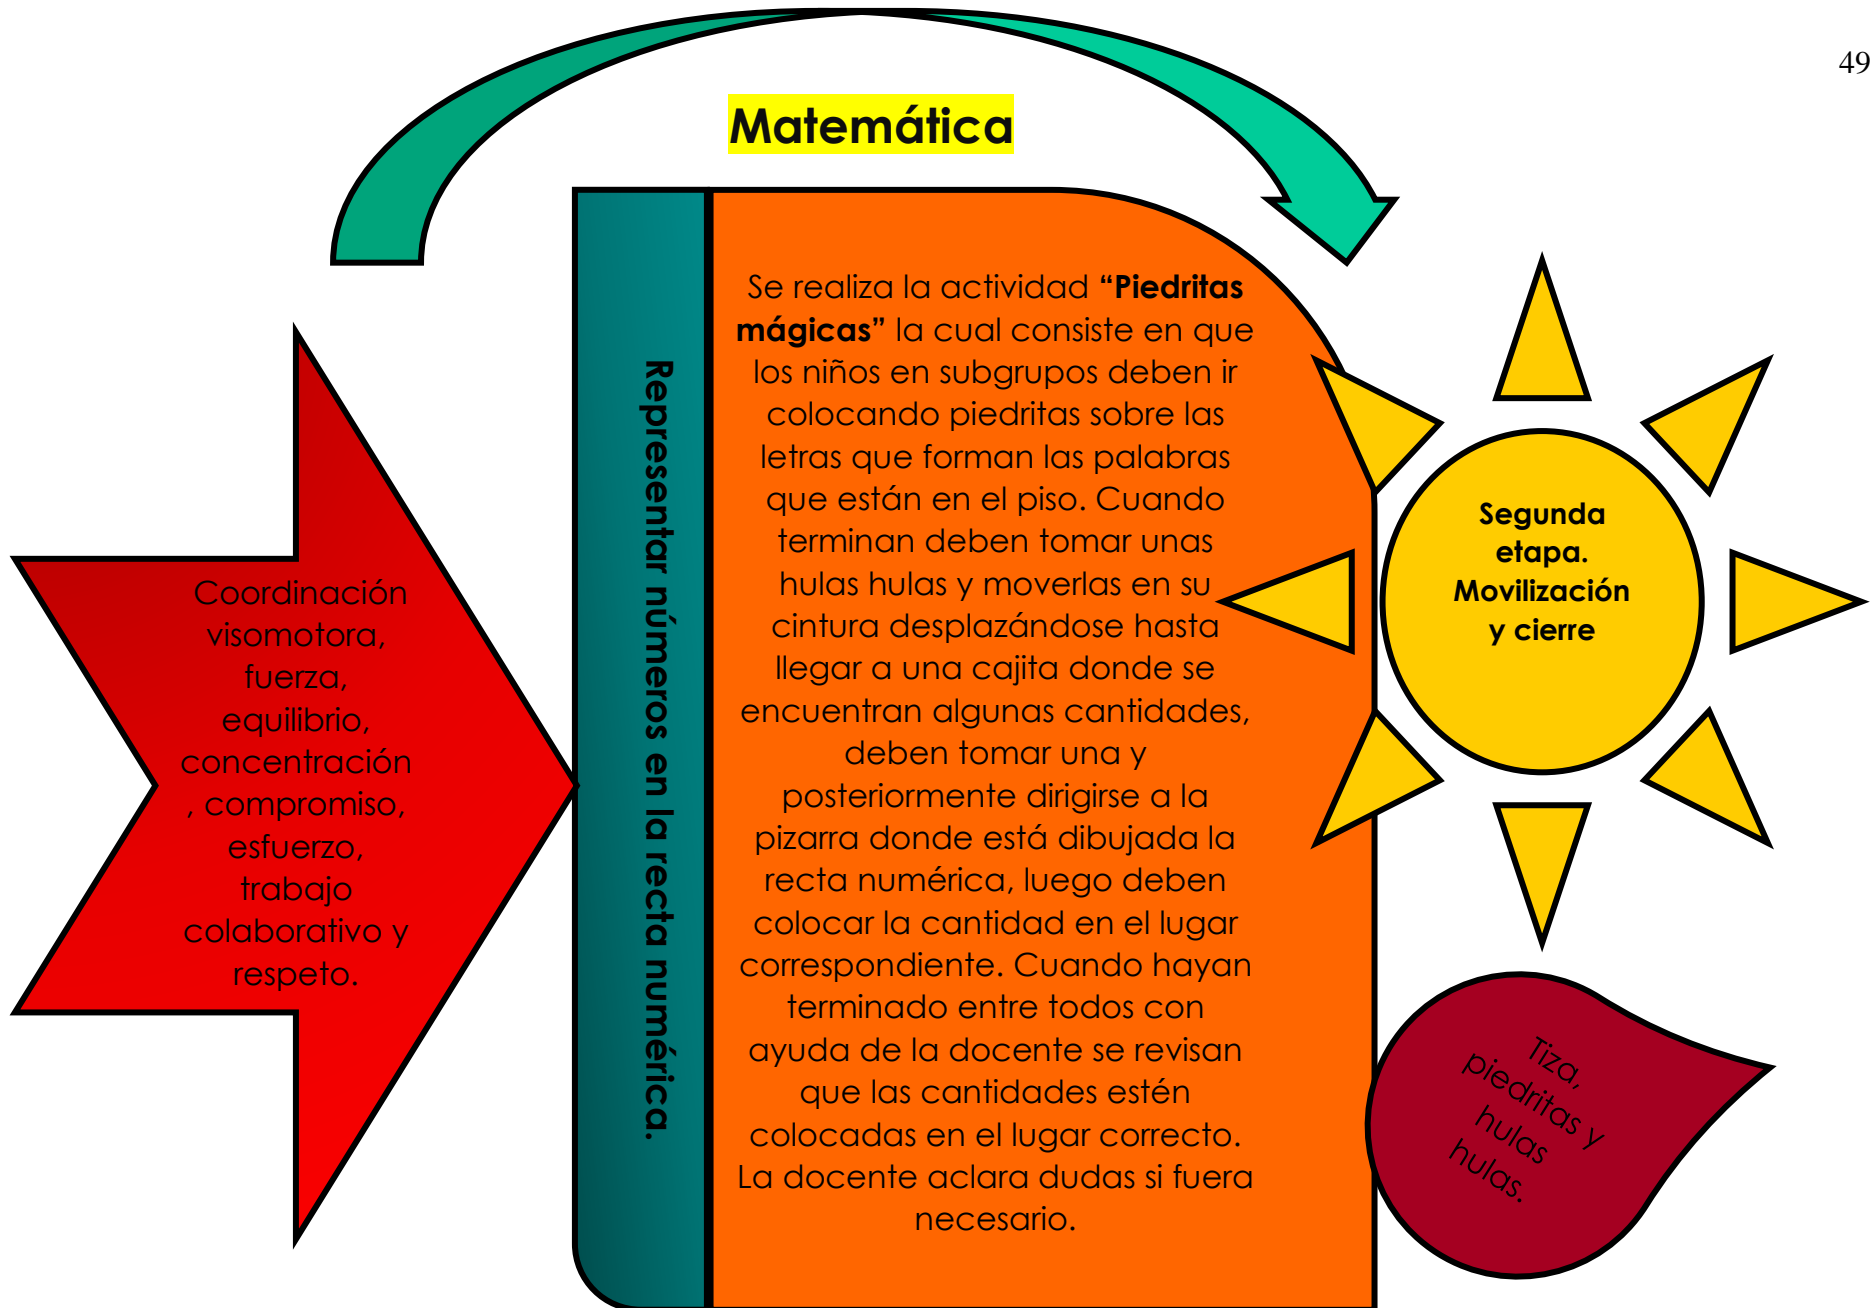 49
Matemática
Coordinación
visomotora,
fuerza,
equilibrio,
concentración
, compromiso,
esfuerzo,
trabajo
colaborativo y
respeto.
Representar números en la recta numérica.
Se realiza la actividad “Piedritas
mágicas” la cual consiste en que
los niños en subgrupos deben ir
colocando piedritas sobre las
letras que forman las palabras
que están en el piso. Cuando
terminan deben tomar unas
hulas hulas y moverlas en su
cintura desplazándose hasta
llegar a una cajita donde se
encuentran algunas cantidades,
deben tomar una y
posteriormente dirigirse a la
pizarra donde está dibujada la
recta numérica, luego deben
colocar la cantidad en el lugar
correspondiente. Cuando hayan
terminado entre todos con
ayuda de la docente se revisan
que las cantidades estén
colocadas en el lugar correcto.
La docente aclara dudas si fuera
necesario.
Segunda
etapa.
Movilización
y cierre
Tiza,
piedritas y
hulas
hulas.